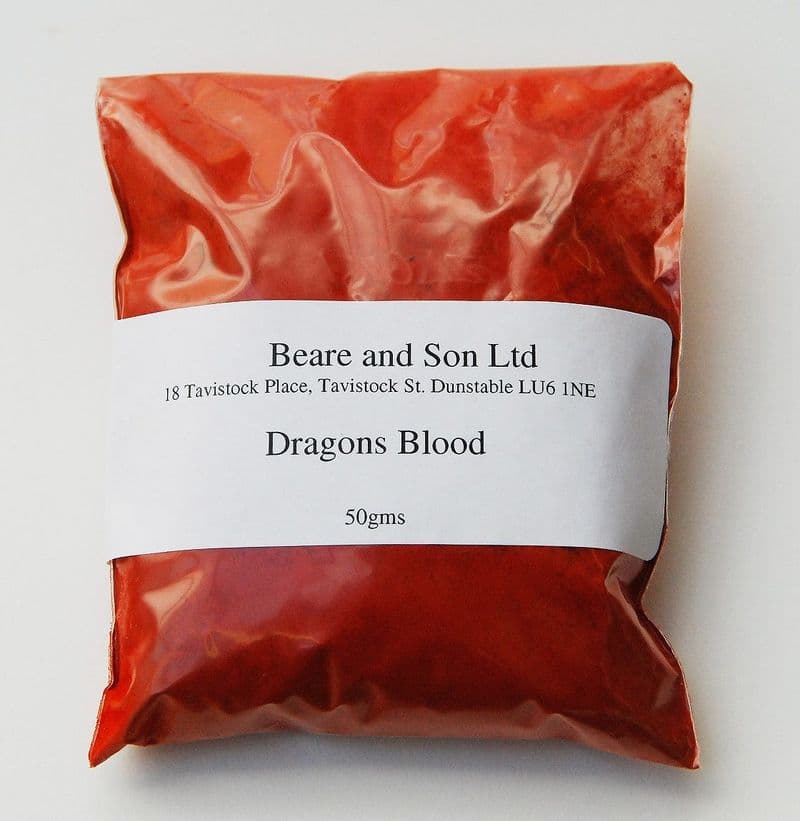 Beare and Son Ltd
18 Tavistock Place, Tavistock St. Dunstable LU6 1NE
Dragons Blood
50gms